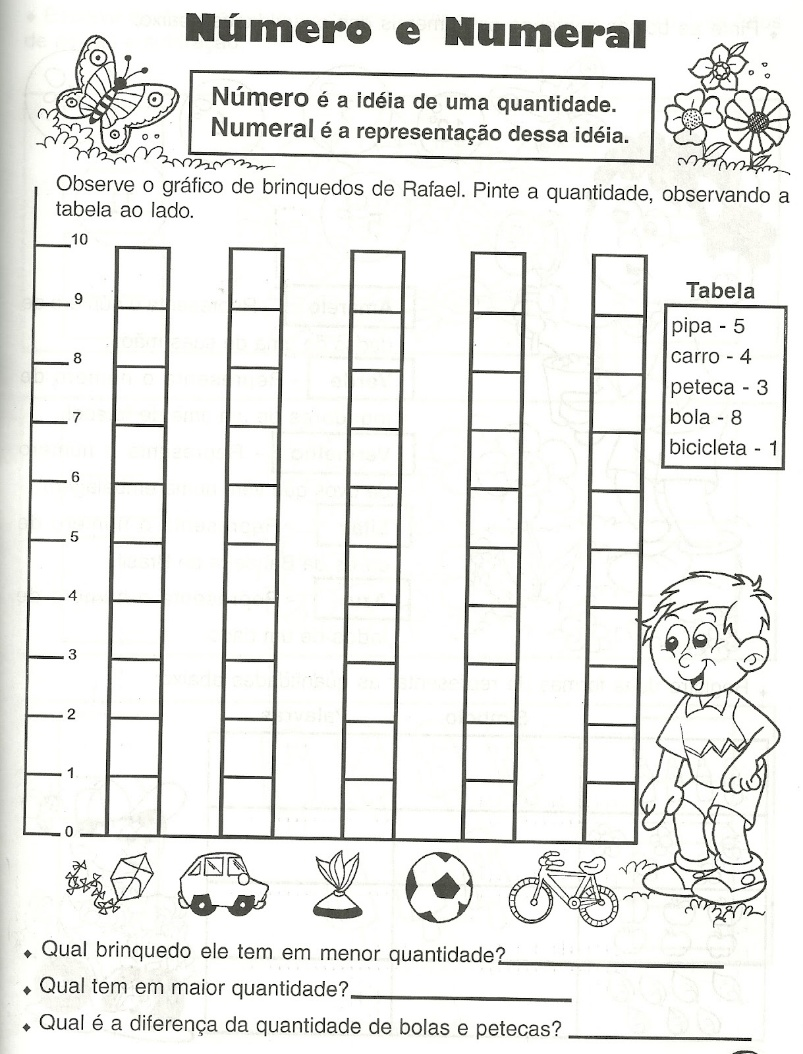 Número e Numeral
Número é a idéia de uma quantidade.
Numeral é a representação dessa idéia.
Observe o gráfico de brinquedos de Rafael. Pinte a quantidade, observando a
tabela ao lado.
10
9
8
7
6
5
4
3
2
1
0
Tabela
pipa - 5
carro - 4
peteca - 3
bola - 8
bicicleta - 1
Qual brinquedo ele tem em menor quantidade?
Qual tem em maior quantidade?
Qual é a diferença da quantidade de bolas e petecas?